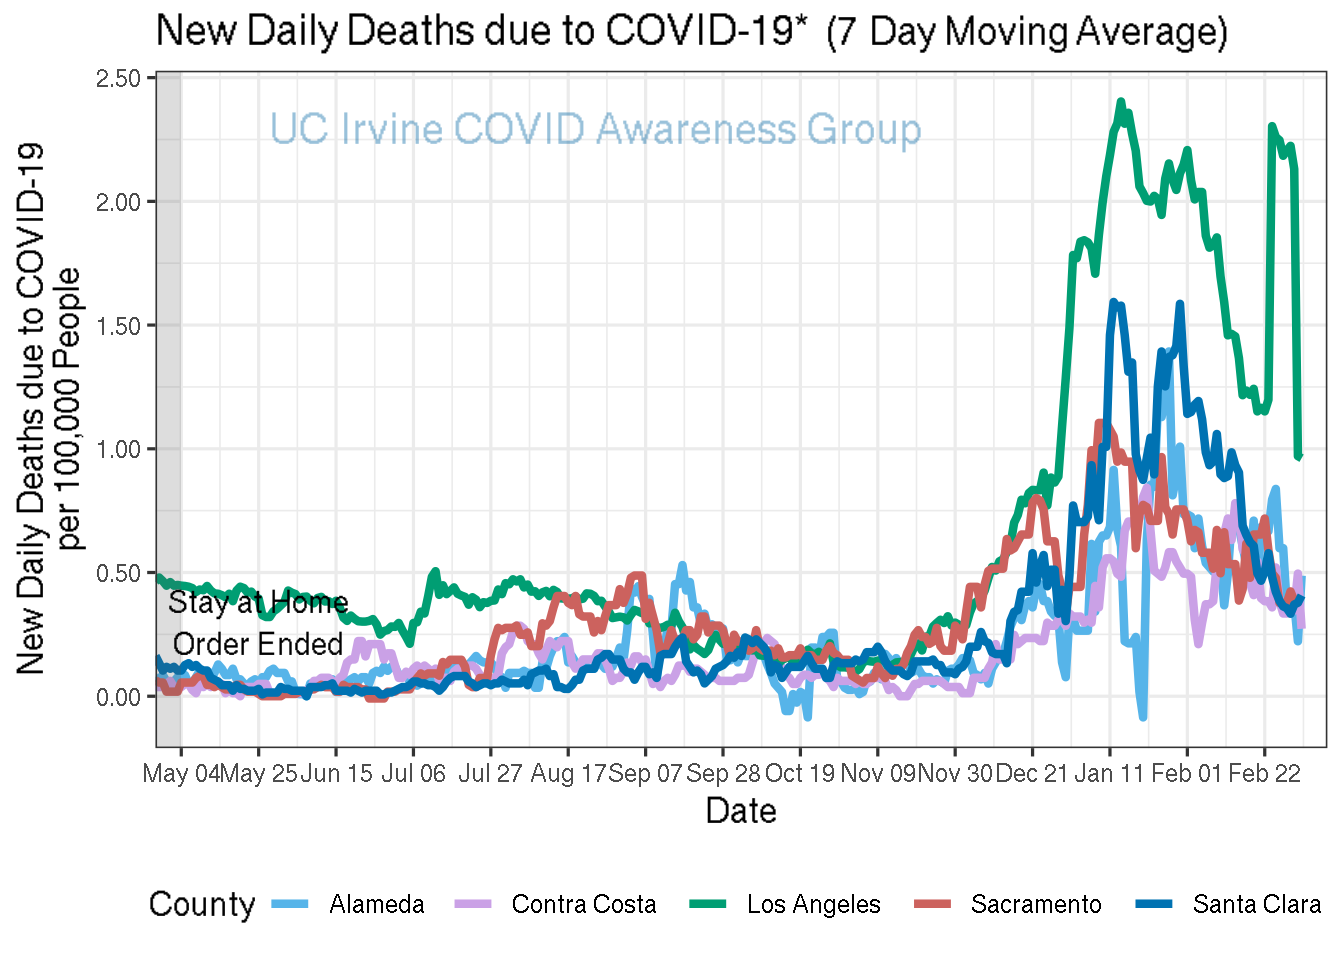 New Daily Deaths due to COVID-19* (7 Day Moving Average)
UC Irvine COVID Awareness Group
New Daily Deaths due to COVID-19
per 100,000 People
2.50
2.00
1.50
1.00
0.50
0.00
Stay at Home
Order Ended
May 04 May 25 Jun 15 Jul 06 Jul 27 Aug 17 Sep 07 Sep 28 Oct 19 Nov 09 Nov 30 Dec 21 Jan 11 Feb 01 Feb 22
Date
County Alameda Contra Costa Los Angeles Sacramento Santa Clara